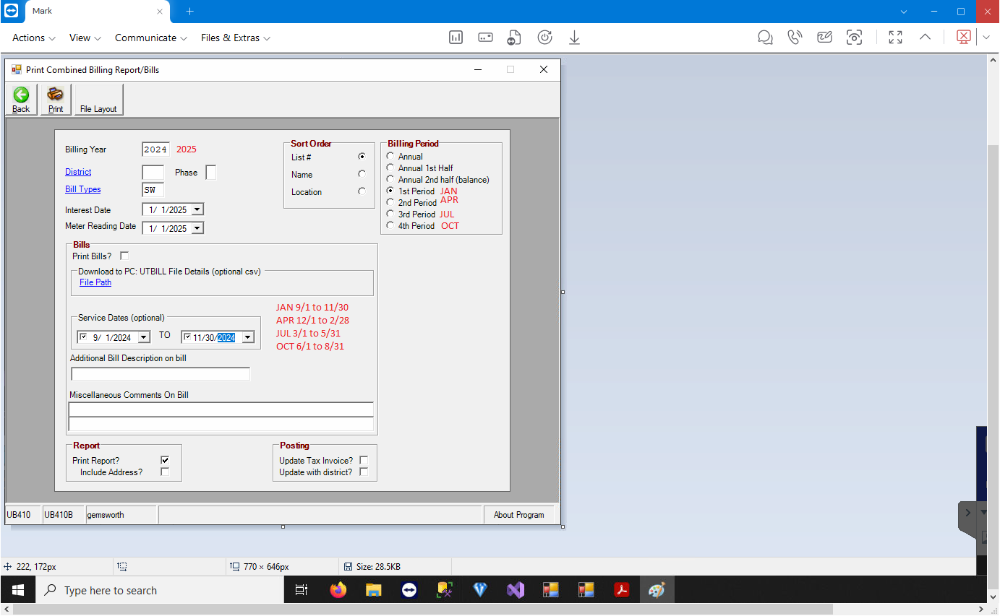 Mark
Actions View Communicate Files & Extras
Print Combined Billing Report/Bills
Back Print File Layout
Billing Year 2024 2025
District Phase
Bill Types SW
Interest Date 1/ 1/2025
Meter Reading Date 1/ 1/2025
Sort Order
List #
Name
Location
Billing Period
Annual
Annual 1st Half
Annual 2nd half (balance)
1st Period JAN
2nd Period APR
3rd Period JUL
4th Period OCT
Bills
Print Bills?
Download to PC: UTBILL File Details (optional csv)
File Path
Service Dates (optional)
9/ 1/2024 TO 11/30/2024
JAN 9/1 to 11/30
APR 12/1 to 2/28
JUL 3/1 to 5/31
OCT 6/1 to 8/31
Additional Bill Description on bill
Miscellaneous Comments On Bill
Report
Print Report?
Include Address?
Posting
Update Tax Invoice?
Update with district?
UB410 UB410B gemsworth About Program
222, 172px 770 × 646px Size: 28.5KB
Type here to search